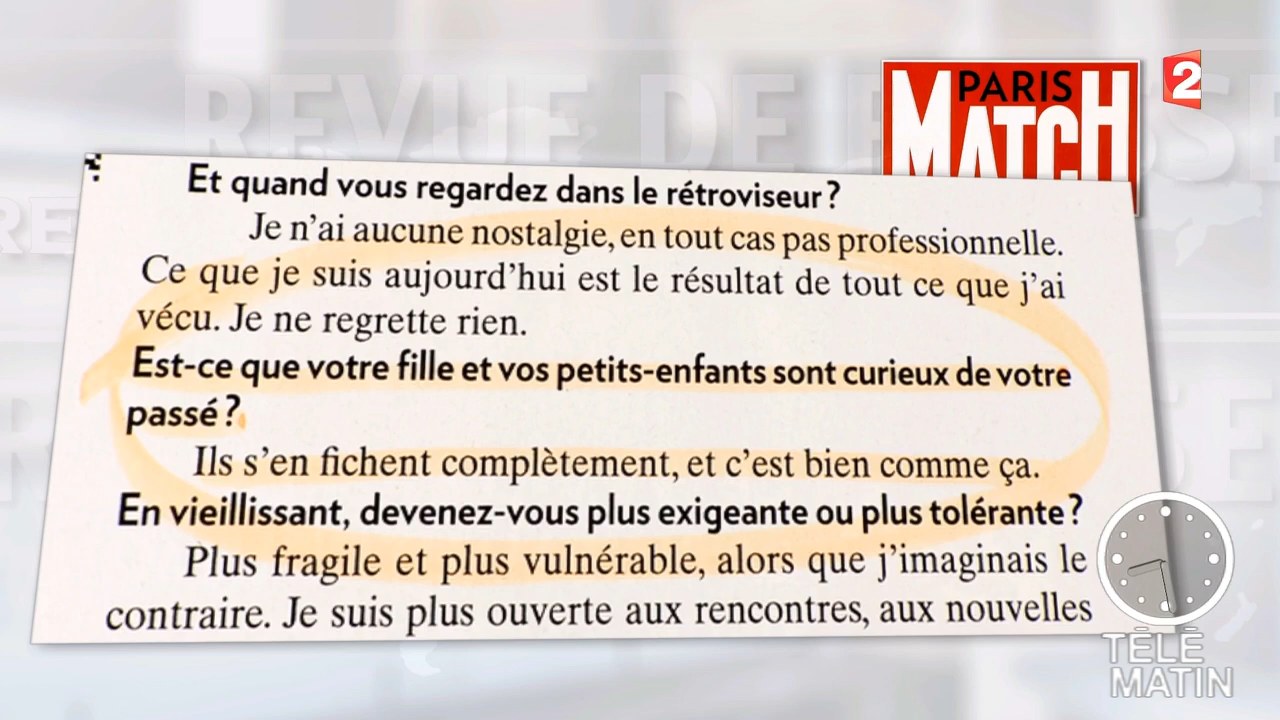 REVUE DE
PARIS
MATCH
2
Et quand vous regardez dans le rétroviseur ?
Je n'ai aucune nostalgie, en tout cas pas professionnelle.
Ce que je suis aujourd'hui est le résultat de tout ce que j'ai
vécu. Je ne regrette rien.
Est-ce que votre fille et vos petits-enfants sont curieux de votre
passé ?
Ils s'en fichent complètement, et c'est bien comme ça.
En vieillissant, devenez-vous plus exigeante ou plus tolérante ?
Plus fragile et plus vulnérable, alors que j'imaginais le
contraire. Je suis plus ouverte aux rencontres, aux nouvelles
TÉLÉ
MATIN